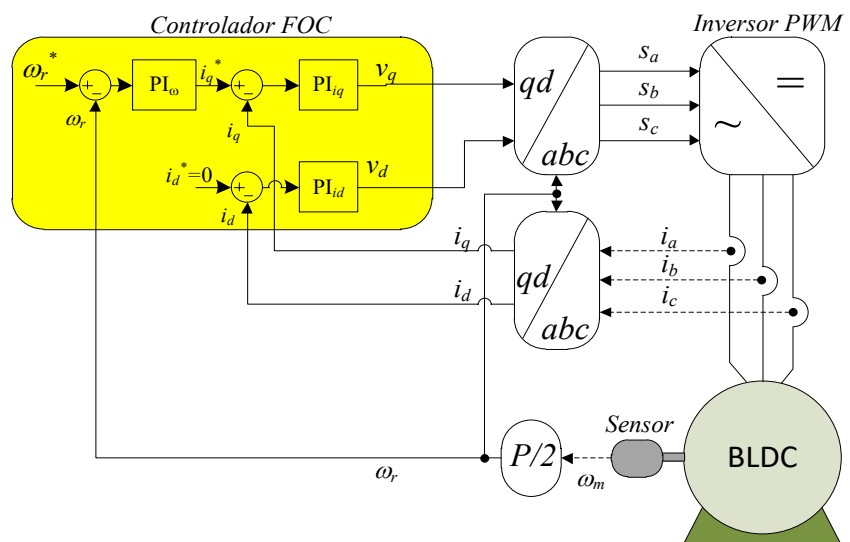 Controlador FOC
Inversor PWM
ωr*
+
−
ωr
PIω
iq*
+
−
iq
PIiq
vq
id*=0
+
−
id
PIid
vd
qd
abc
sa
sb
sc
=
~
iq
id
qd
abc
ia
ib
ic
Sensor
P/2
ωr
ωm
BLDC